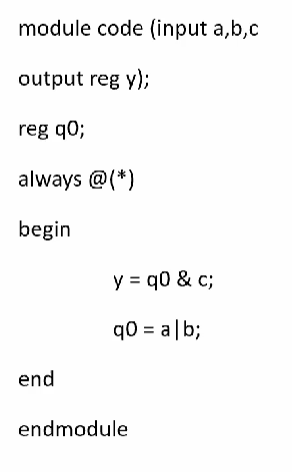 module code (input a,b,c
output reg y);
reg q0;
always @(*)
begin
y = q0 & c;
q0 = a|b;
end
endmodule